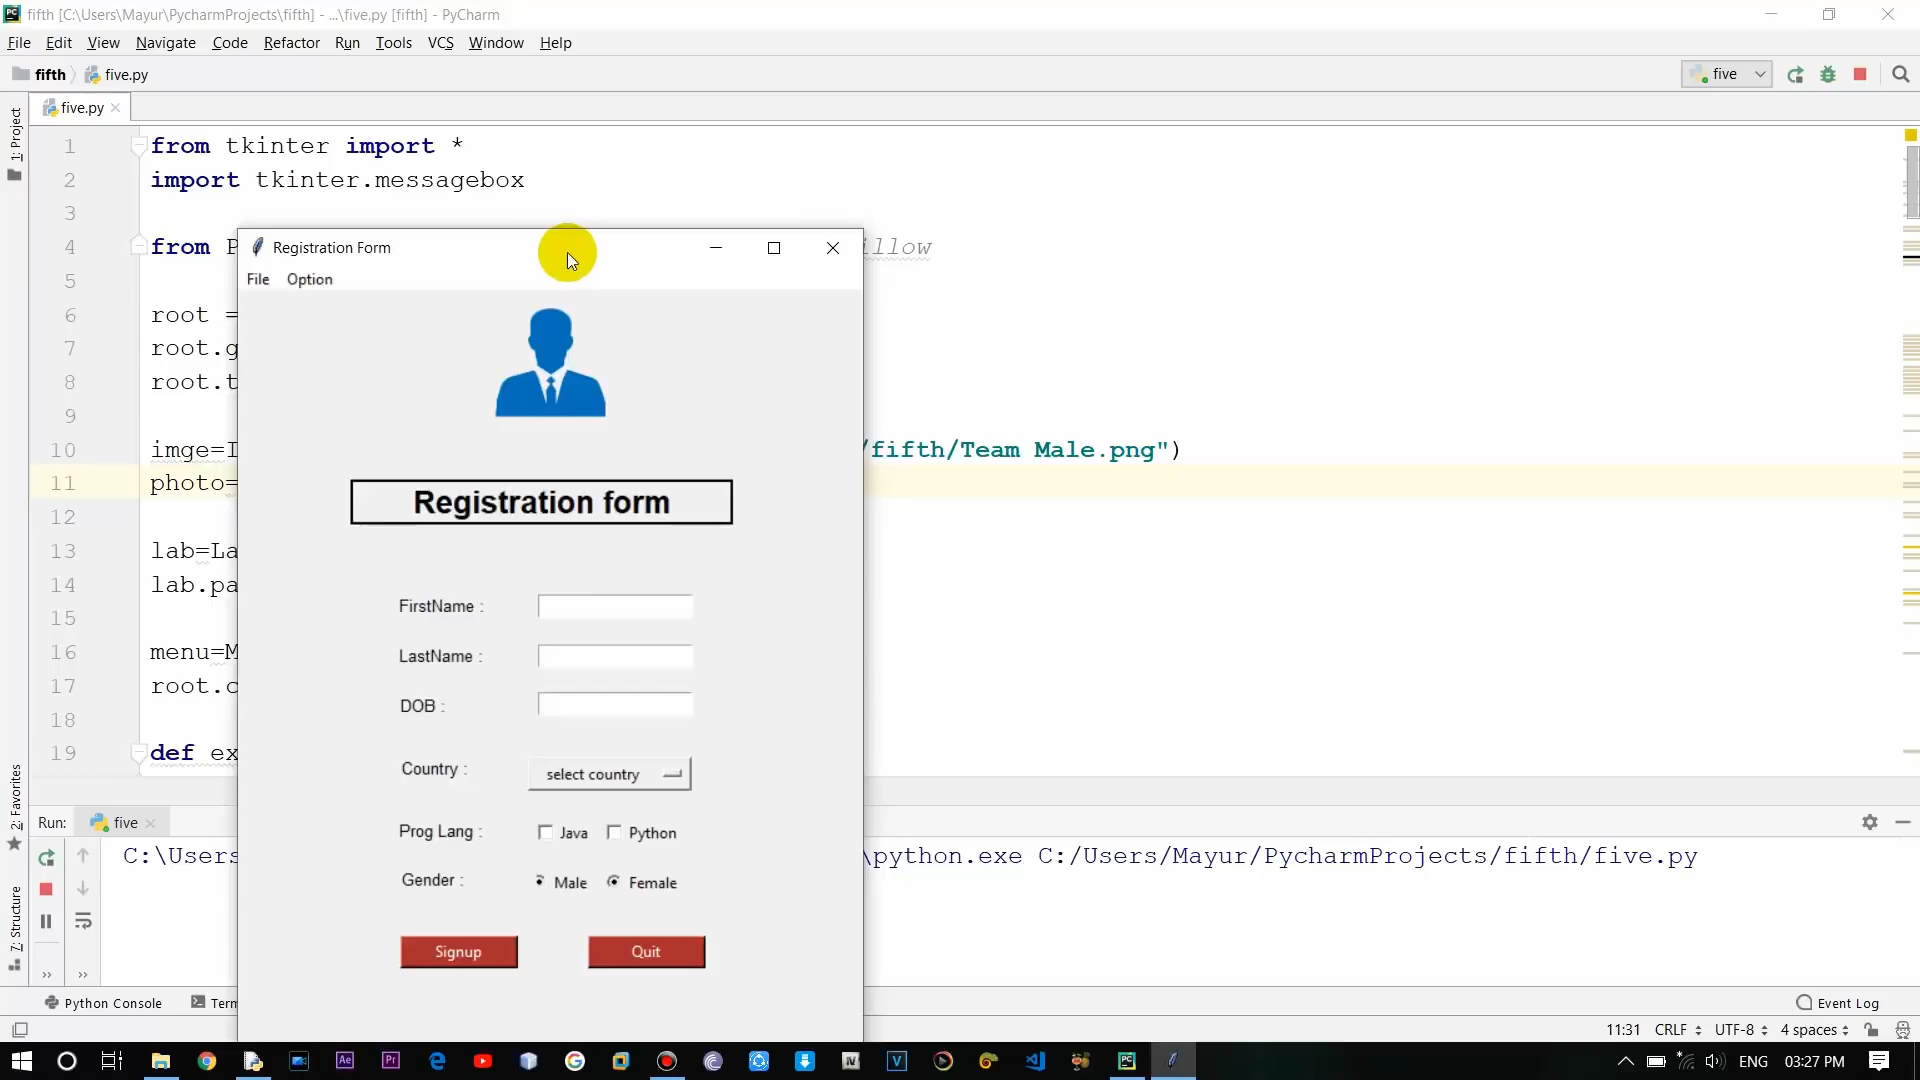 fifth [C:\Users\Mayur\PycharmProjects\fifth] - ...\five.py [fifth] - PyCharm
File Edit View Navigate Code Refactor Run Tools VCS Window Help
fifth five.py
five
five.py
1: Project
1 from tkinter import *
2 import tkinter.messagebox
3
4 from P
illow
5
6 root =
7 root.g
8 root.t
9
10 imge=I
/fifth/Team Male.png")
11 photo=
12
13 lab=La
14 lab.pa
15
16 menu=M
17 root.c
18
19 def ex
Registration Form
File Option
Registration form
FirstName :
LastName :
DOB :
Country : select country
Prog Lang : Java Python
Gender : Male Female
Signup Quit
2: Favorites
7: Structure
Run: five
C:\Users
\python.exe C:/Users/Mayur/PycharmProjects/fifth/five.py
Python Console Term
Event Log
11:31 CRLF UTF-8 4 spaces
ENG 03:27 PM